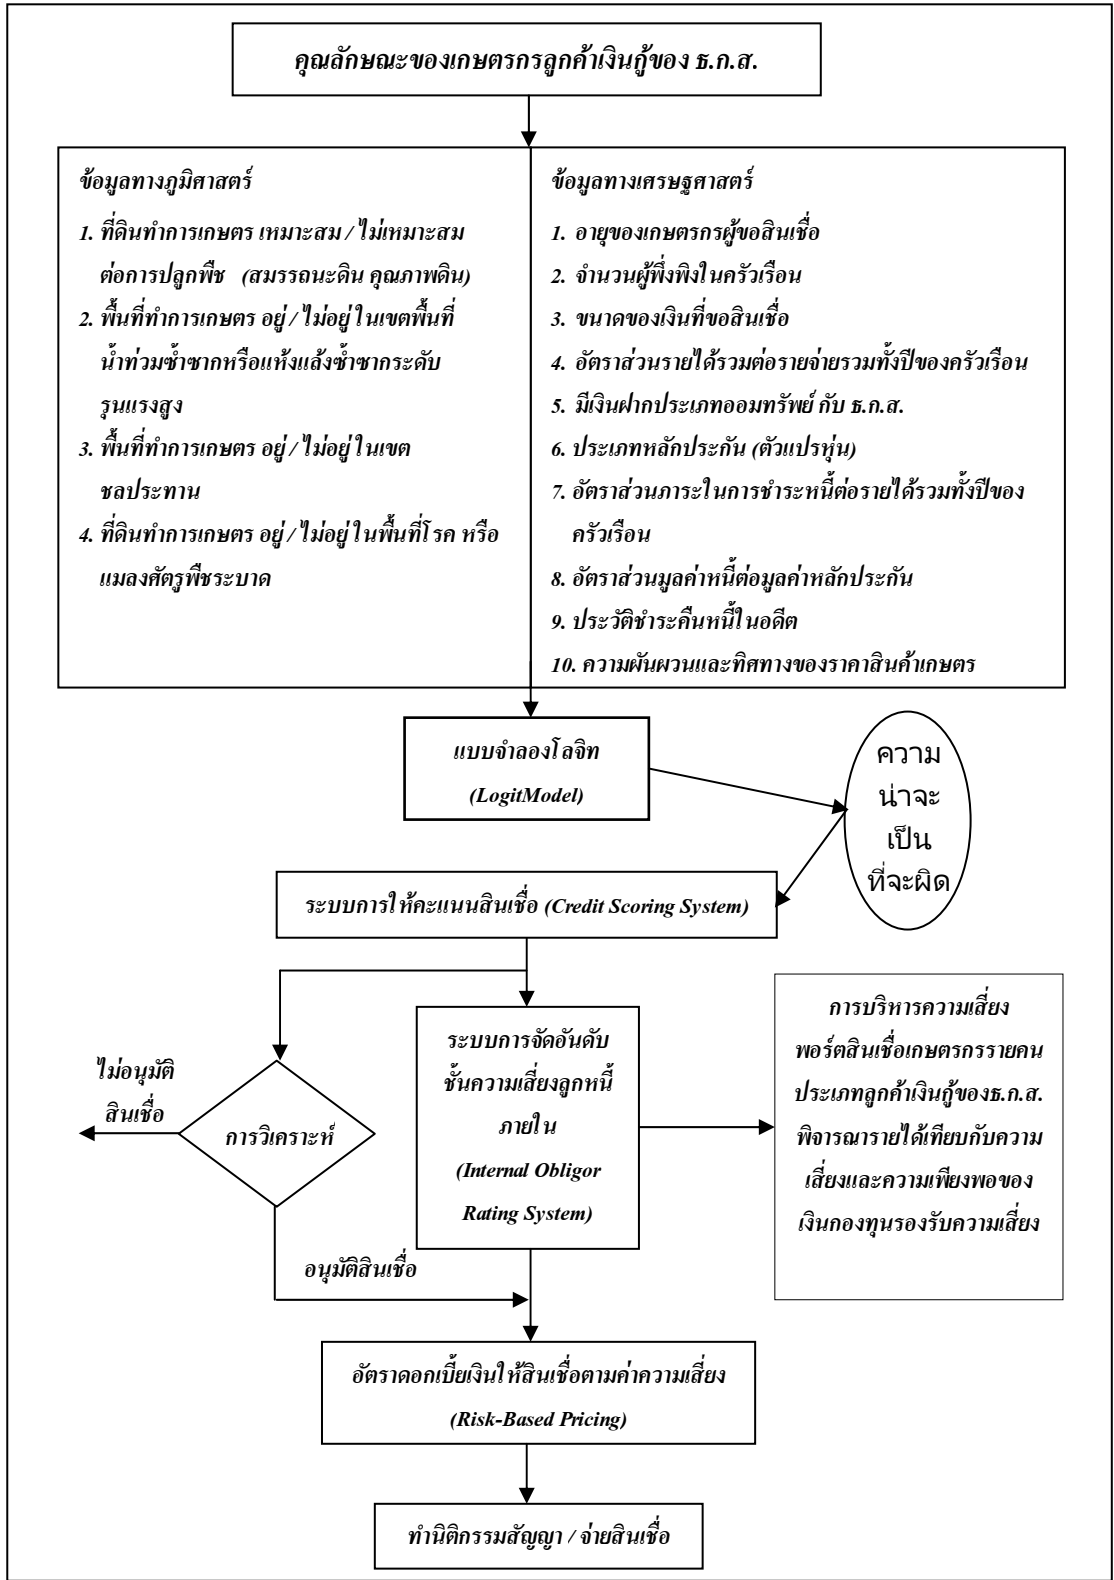 คุณลักษณะของเกษตรกรลูกค้าเงินกู้ของ ธ.ก.ส.
ข้อมูลทางภูมิศาสตร์
1. ที่ดินทำการเกษตร เหมาะสม / ไม่เหมาะสม
ต่อการปลูกพืช (สมรรถนะดิน คุณภาพดิน)
2. พื้นที่ทำการเกษตร อยู่ / ไม่อยู่ ในเขตพื้นที่
น้ำท่วมซ้ำซากหรือแห้งแล้งซ้ำซากระดับ
รุนแรงสูง
3. พื้นที่ทำการเกษตร อยู่ / ไม่อยู่ ในเขต
ชลประทาน
4. ที่ดินทำการเกษตร อยู่ / ไม่อยู่ ในพื้นที่โรค หรือ
แมลงศัตรูพืชระบาด
ข้อมูลทางเศรษฐศาสตร์
1. อายุของเกษตรกรผู้ขอสินเชื่อ
2. จำนวนผู้พึ่งพิงในครัวเรือน
3. ขนาดของเงินที่ขอสินเชื่อ
4. อัตราส่วนรายได้รวมต่อรายจ่ายรวมทั้งปีของครัวเรือน
5. มีเงินฝากประเภทออมทรัพย์ กับ ธ.ก.ส.
6. ประเภทหลักประกัน (ตัวแปรหุ่น)
7. อัตราส่วนภาระในการชำระหนี้ต่อรายได้รวมทั้งปีของ
ครัวเรือน
8. อัตราส่วนมูลค่าหนี้ต่อมูลค่าหลักประกัน
9. ประวัติชำระคืนหนี้ในอดีต
10. ความผันผวนและทิศทางของราคาสินค้าเกษตร
แบบจำลองโลจิท
(LogitModel)
ความ
น่าจะ
เป็น
ที่จะผิด
ระบบการให้คะแนนสินเชื่อ (Credit Scoring System)
ไม่อนุมัติ
สินเชื่อ
การวิเคราะห์
อนุมัติสินเชื่อ
ระบบการจัดอันดับ
ชั้นความเสี่ยงลูกหนี้
ภายใน
(Internal Obligor
Rating System)
การบริหารความเสี่ยง
พอร์ตสินเชื่อเกษตรกรรายคน
ประเภทลูกค้าเงินกู้ของธ.ก.ส.
พิจารณารายได้เทียบกับความ
เสี่ยงและความเพียงพอของ
เงินกองทุนรองรับความเสี่ยง
อัตราดอกเบี้ยเงินให้สินเชื่อตามค่าความเสี่ยง
(Risk-Based Pricing)
ทำนิติกรรมสัญญา / จ่ายสินเชื่อ